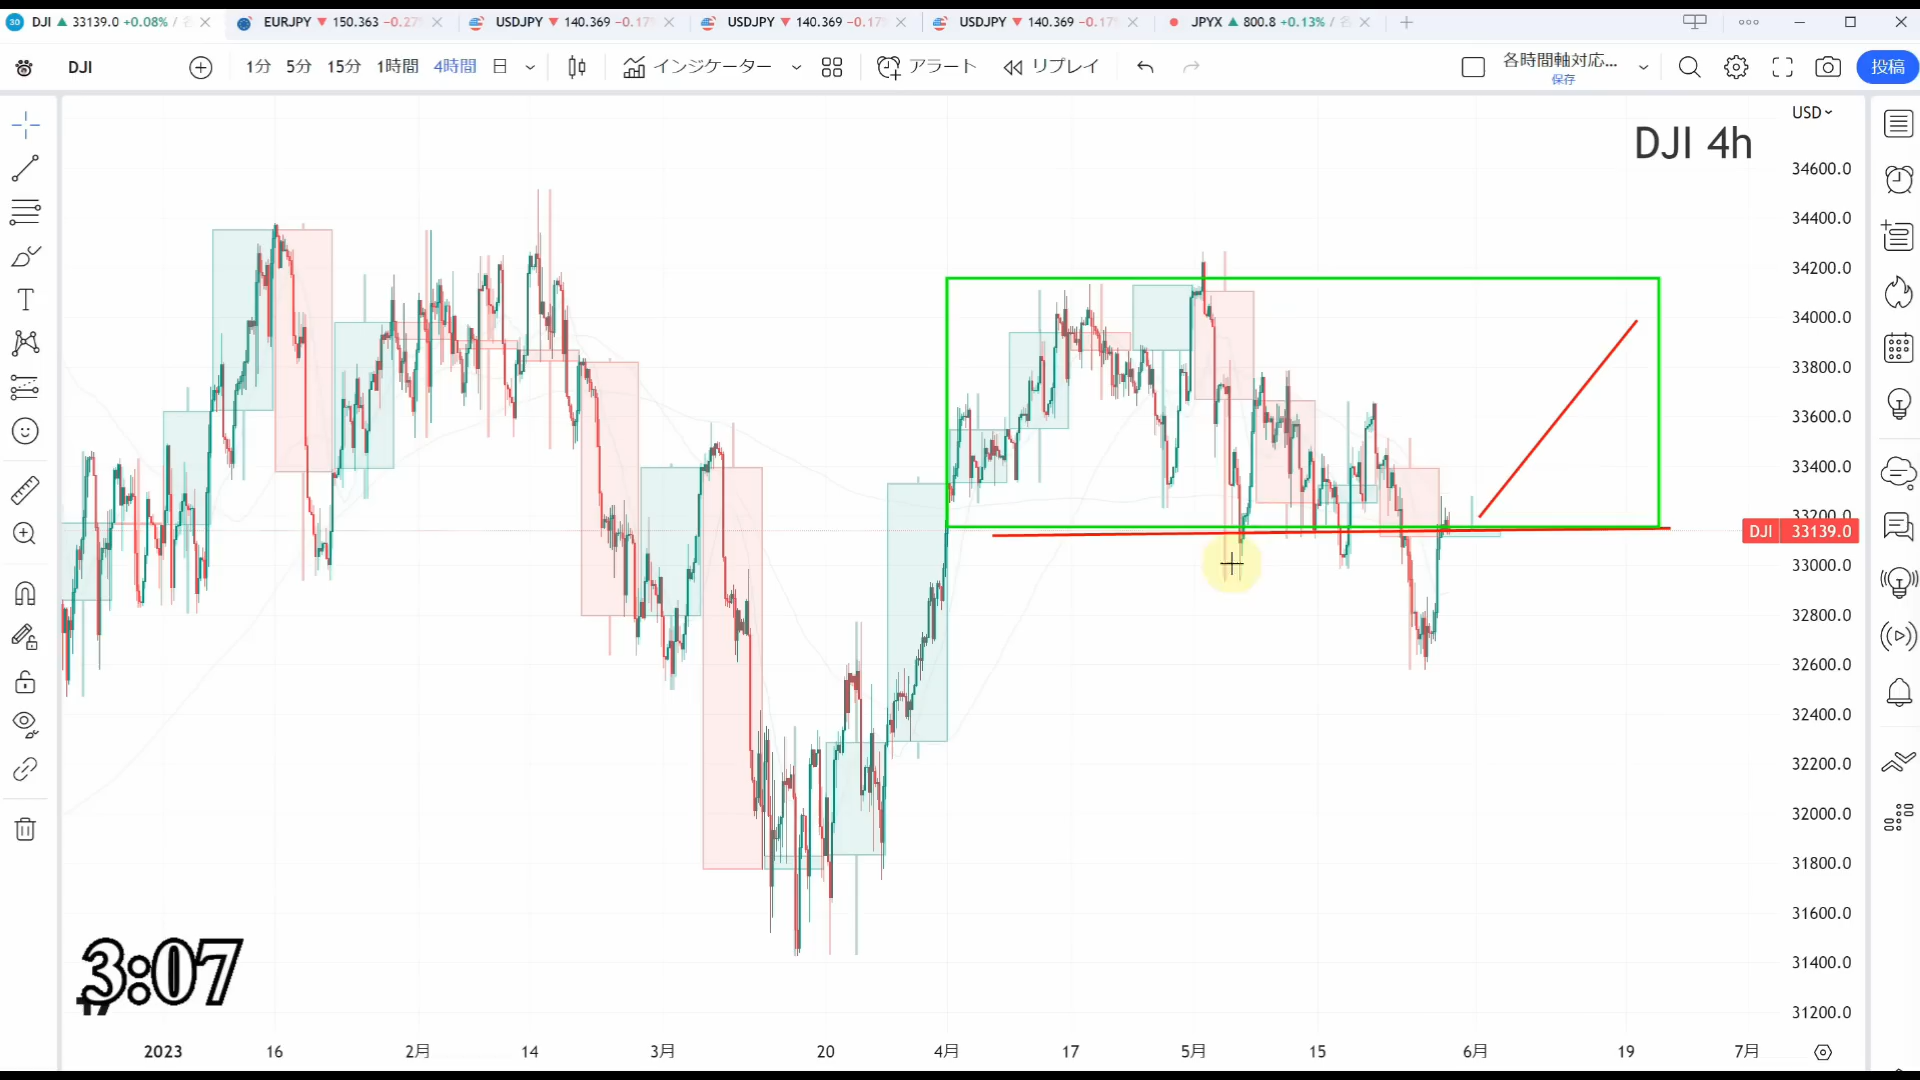 30 DJI ▲ 33139.0 +0.08% /
EURJPY ▼ 150.363 −0.27
USDJPY ▼ 140.369 −0.17
USDJPY ▼ 140.369 −0.17
USDJPY ▼ 140.369 −0.17
JPYX ▲ 800.8 +0.13% /
DJI
1分 5分 15分 1時間 4時間 日
インジケーター
アラート
リプレイ
各時間軸対応...
保存
投稿
USD
DJI 4h
34600.0
34400.0
34200.0
34000.0
33800.0
33600.0
33400.0
33200.0
DJI 33139.0
33000.0
32800.0
32600.0
32400.0
32200.0
32000.0
31800.0
31600.0
31400.0
31200.0
3:07
2023 16 2月 14 3月 20 4月 17 5月 15 6月 19 7月